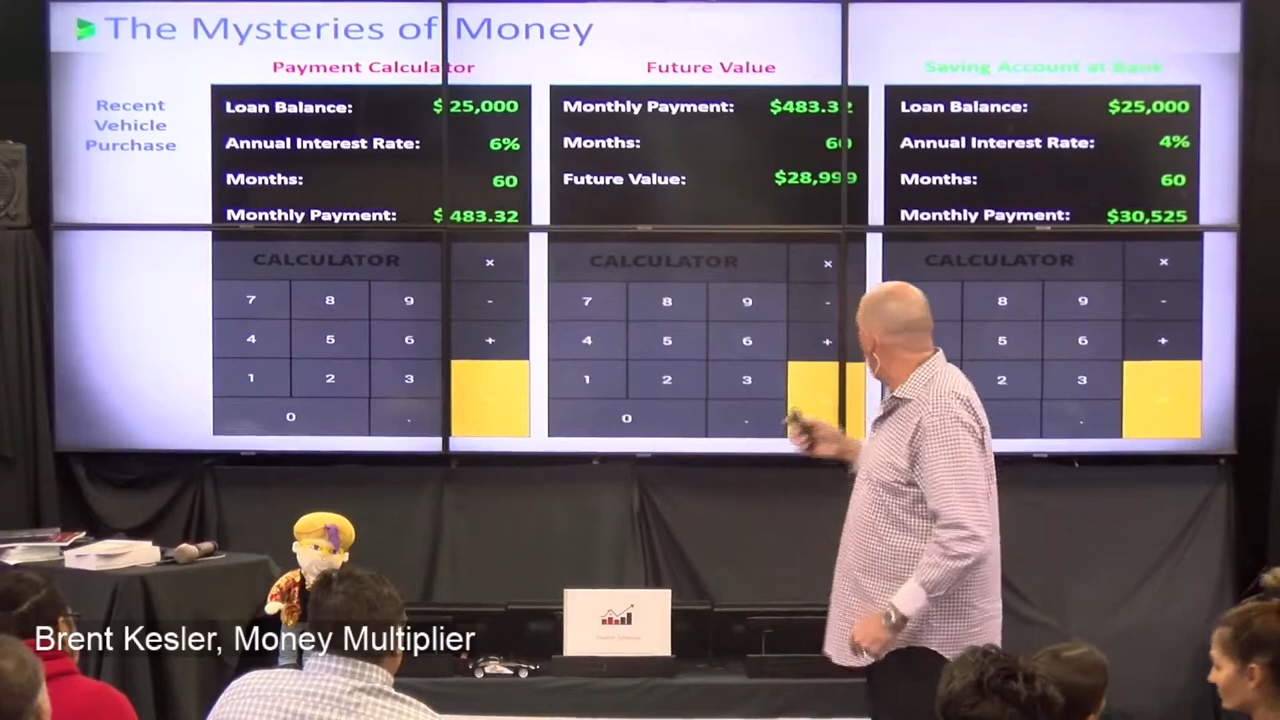 The Mysteries of Money
Recent
Vehicle
Purchase
Payment Calculator
Loan Balance: $ 25,000
Annual Interest Rate: 6%
Months: 60
Monthly Payment: $ 483.32
CALCULATOR ×
7 8 9 -
4 5 6 +
1 2 3
0 .
Future Value
Monthly Payment: $483.32
Months: 60
Future Value: $28,999
CALCULATOR ×
7 8 9 -
4 5 6 +
1 2 3
0 .
Saving Account at Bank
Loan Balance: $25,000
Annual Interest Rate: 4%
Months: 60
Monthly Payment: $30,525
CALCULATOR ×
8 9 -
5 6 +
2 3
.
Brent Kesler, Money Multiplier